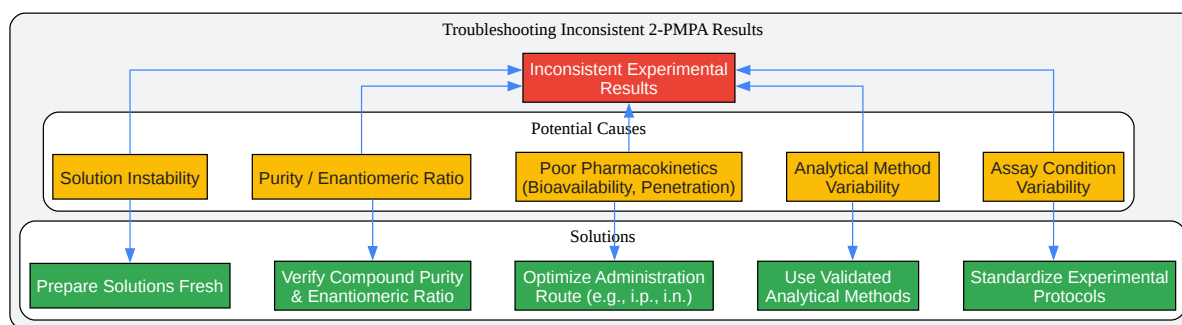 Troubleshooting Inconsistent 2-PMPA Results
Inconsistent Experimental
Results
Potential Causes
Solution Instability
Purity / Enantiomeric Ratio
Poor Pharmacokinetics
(Bioavailability, Penetration)
Analytical Method
Variability
Assay Condition
Variability
Solutions
Prepare Solutions Fresh
Verify Compound Purity
& Enantiomeric Ratio
Optimize Administration
Route (e.g., i.p., i.n.)
Use Validated
Analytical Methods
Standardize Experimental
Protocols